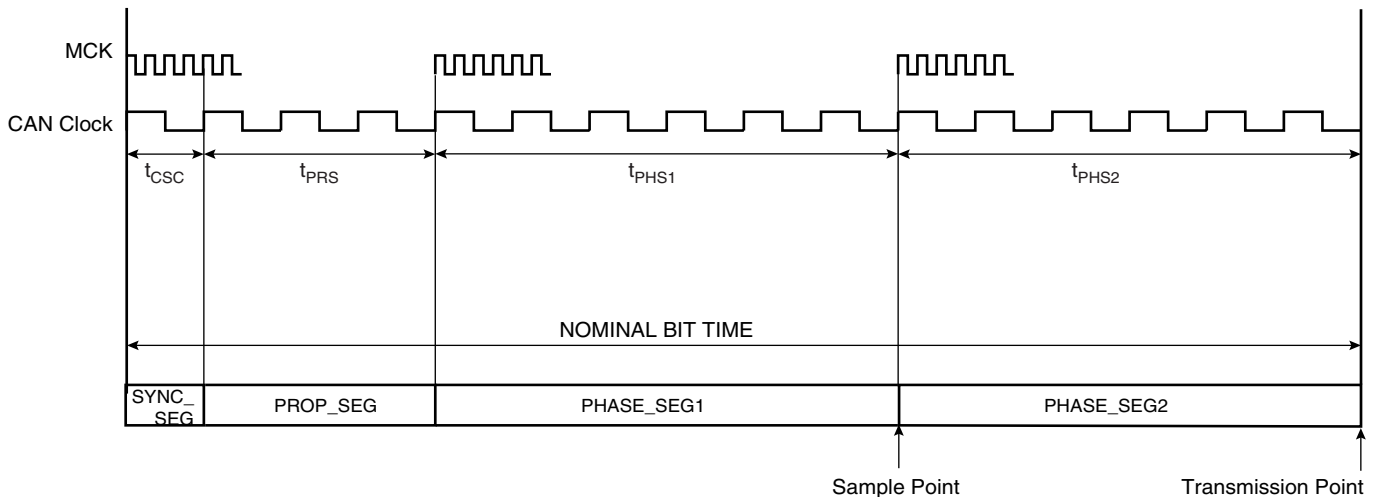 MCK
CAN Clock
tCSC
tPRS
tPHS1
tPHS2
NOMINAL BIT TIME
SYNC_
SEG
PROP_SEG
PHASE_SEG1
PHASE_SEG2
Sample Point
Transmission Point